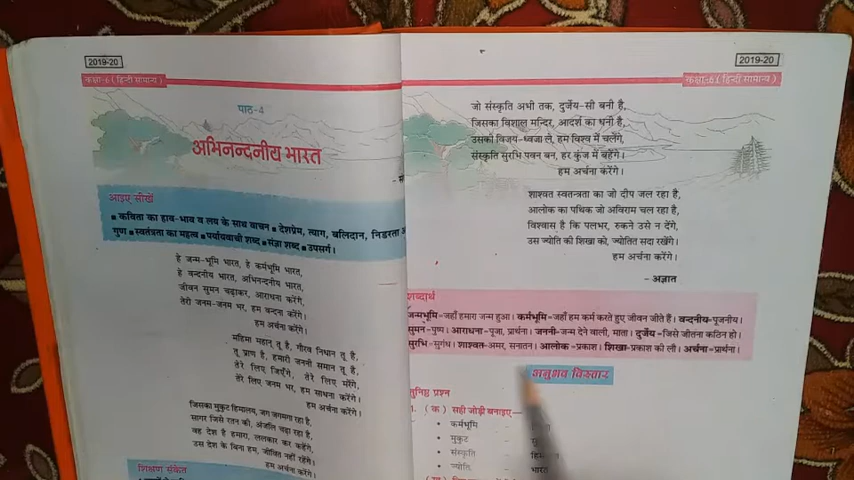 2019-20
कक्षा-6 ( हिन्दी सामान्य )
पाठ-4
अभिनन्दनीय भारत
आइए सीखें
■ कविता का हाव-भाव व लय के साथ वाचन ■ देशप्रेम, त्याग, बलिदान, निडरता
गुण ■ स्वतंत्रता का महत्व ■ पर्यायवाची शब्द ■ संज्ञा शब्द ■ उपसर्ग।
हे जन्म-भूमि भारत, हे कर्मभूमि भारत,
हे वन्दनीय भारत, अभिनन्दनीय भारत,
जीवन सुमन चढ़ाकर, आराधना करेंगे,
तेरी जनम-जनम भर, हम वन्दना करेंगे।
हम अर्चना करेंगे।
महिमा महान् तू है, गौरव निधान तू है,
तू प्राण है, हमारी जननी समान तू है,
तेरे लिए जिएँगे, तेरे लिए मरेंगे,
तेरे लिए जनम भर, हम साधना करेंगे।
हम अर्चना करेंगे।
जिसका मुकुट हिमालय, जग जगमगा रहा है,
सागर जिसे रतन की, अंजलि चढ़ा रहा है,
वह देश है हमारा, ललकार कर कहेंगे,
उस देश के बिना हम, जीवित नहीं रहेंगे।
हम अर्चना करेंगे।
शिक्षण संकेत
2019-20
कक्षा-6 ( हिन्दी सामान्य )
जो संस्कृति अभी तक, दुर्जेय-सी बनी है,
जिसका विशाल मन्दिर, आदर्श का धनी है,
उसकी विजय-ध्वजा ले, हम विश्व में चलेंगे,
संस्कृति सुरभि पवन बन, हर कुंज में बहेंगे।
हम अर्चना करेंगे।
शाश्वत स्वतन्त्रता का जो दीप जल रहा है,
आलोक का पथिक जो अविराम चल रहा है,
विश्वास है कि पलभर, रुकने उसे न देंगे,
उस ज्योति की शिखा को, ज्योतित सदा रखेंगे।
हम अर्चना करेंगे।
– अज्ञात
शब्दार्थ
जन्मभूमि–जहाँ हमारा जन्म हुआ। कर्मभूमि–जहाँ हम कर्म करते हुए जीवन जीते हैं। वन्दनीय–पूजनीय।
सुमन–पुष्प। आराधना–पूजा, प्रार्थना। जननी–जन्म देने वाली, माता। दुर्जेय–जिसे जीतना कठिन हो।
सुरभि–सुगंध। शाश्वत–अमर, सनातन। आलोक–प्रकाश। शिखा–प्रकाश की लौ। अर्चना–प्रार्थना।
अनुभव विस्तार
प्रश्न
( क ) सही जोड़ी बनाइए—
• कर्मभूमि -
• मुकुट -
• संस्कृति -
• ज्योति - भारत